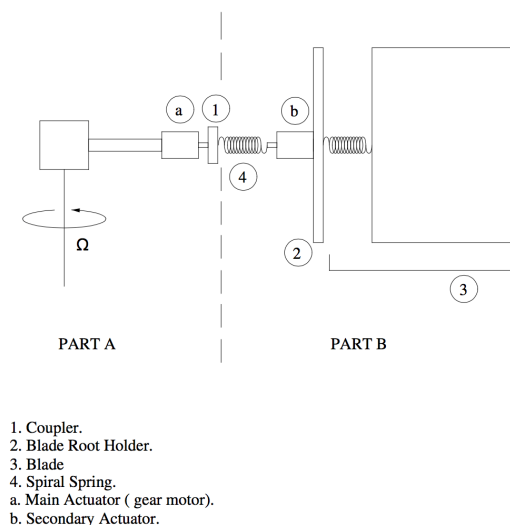 a
1
b
4
Ω
2
3
PART A
PART B
1. Coupler.
2. Blade Root Holder.
3. Blade
4. Spiral Spring.
a. Main Actuator ( gear motor).
b. Secondary Actuator.